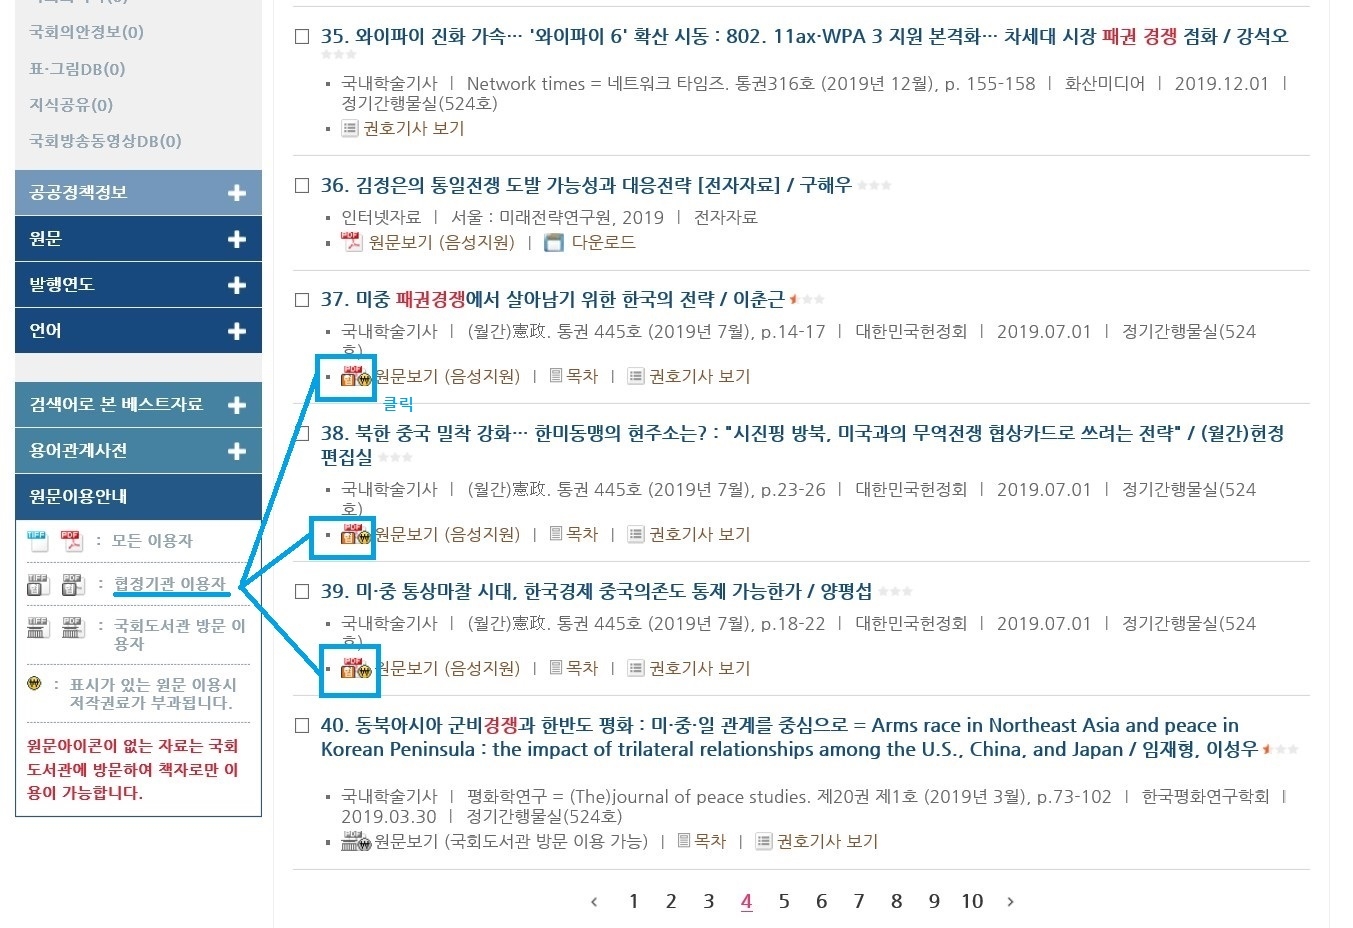 국회의안정보(0)
표·그림DB(0)
지식공유(0)
국회방송동영상DB(0)
공공정책정보
원문
발행연도
언어
검색어로 본 베스트자료
용어관계사전
원문이용안내
TIFF PDF : 모든 이용자
TIFF PDF : 협정기관 이용자
TIFF PDF : 국회도서관 방문 이
용자
₩ : 표시가 있는 원문 이용시
저작권료가 부과됩니다.
원문아이콘이 없는 자료는 국회
도서관에 방문하여 책자로만 이
용이 가능합니다.
35. 와이파이 진화 가속… '와이파이 6' 확산 시동 : 802. 11ax·WPA 3 지원 본격화… 차세대 시장 패권 경쟁 점화 / 강석오
국내학술기사 | Network times = 네트워크 타임즈. 통권316호 (2019년 12월), p. 155-158 | 화산미디어 | 2019.12.01 |
정기간행물실(524호)
권호기사 보기
36. 김정은의 통일전쟁 도발 가능성과 대응전략 [전자자료] / 구해우
인터넷자료 | 서울 : 미래전략연구원, 2019 | 전자자료
PDF 원문보기 (음성지원) | 다운로드
37. 미중 패권경쟁에서 살아남기 위한 한국의 전략 / 이춘근
국내학술기사 | (월간)憲政. 통권 445호 (2019년 7월), p.14-17 | 대한민국헌정회 | 2019.07.01 | 정기간행물실(524
호)
PDF ₩ 원문보기 (음성지원) | 목차 | 권호기사 보기
클릭
38. 북한 중국 밀착 강화… 한미동맹의 현주소는? : "시진핑 방북, 미국과의 무역전쟁 협상카드로 쓰려는 전략" / (월간)헌정
편집실
국내학술기사 | (월간)憲政. 통권 445호 (2019년 7월), p.23-26 | 대한민국헌정회 | 2019.07.01 | 정기간행물실(524
호)
PDF ₩ 원문보기 (음성지원) | 목차 | 권호기사 보기
39. 미·중 통상마찰 시대, 한국경제 중국의존도 통제 가능한가 / 양평섭
국내학술기사 | (월간)憲政. 통권 445호 (2019년 7월), p.18-22 | 대한민국헌정회 | 2019.07.01 | 정기간행물실(524
호)
PDF ₩ 원문보기 (음성지원) | 목차 | 권호기사 보기
40. 동북아시아 군비경쟁과 한반도 평화 : 미·중·일 관계를 중심으로 = Arms race in Northeast Asia and peace in
Korean Peninsula : the impact of trilateral relationships among the U.S., China, and Japan / 임재형, 이성우
국내학술기사 | 평화학연구 = (The)journal of peace studies. 제20권 제1호 (2019년 3월), p.73-102 | 한국평화연구학회 |
2019.03.30 | 정기간행물실(524호)
PDF ₩ 원문보기 (국회도서관 방문 이용 가능) | 목차 | 권호기사 보기
‹ 1 2 3 4 5 6 7 8 9 10 ›